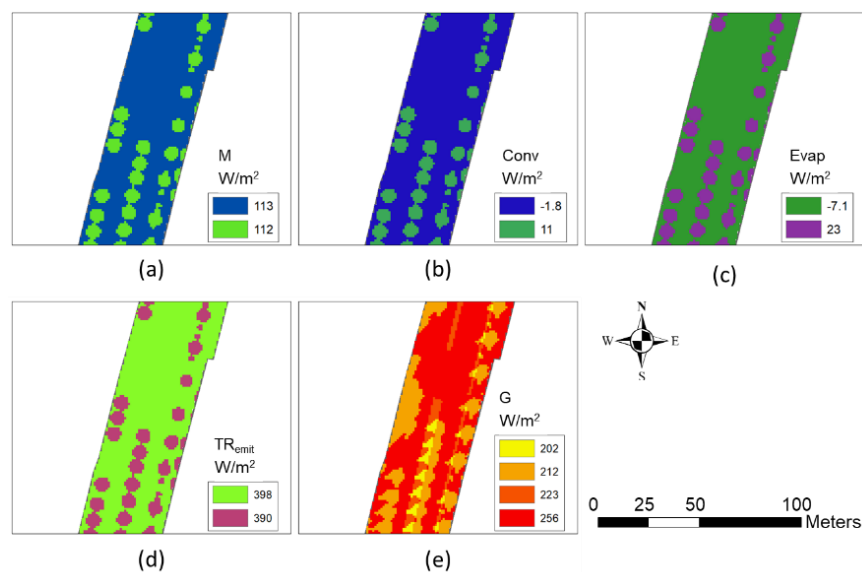 M
W/m²
113
112
(a)
Conv
W/m²
-1.8
11
(b)
Evap
W/m²
-7.1
23
(c)
TRemit
W/m²
398
390
(d)
G
W/m²
202
212
223
256
(e)
N
W E
S
0 25 50 100
Meters